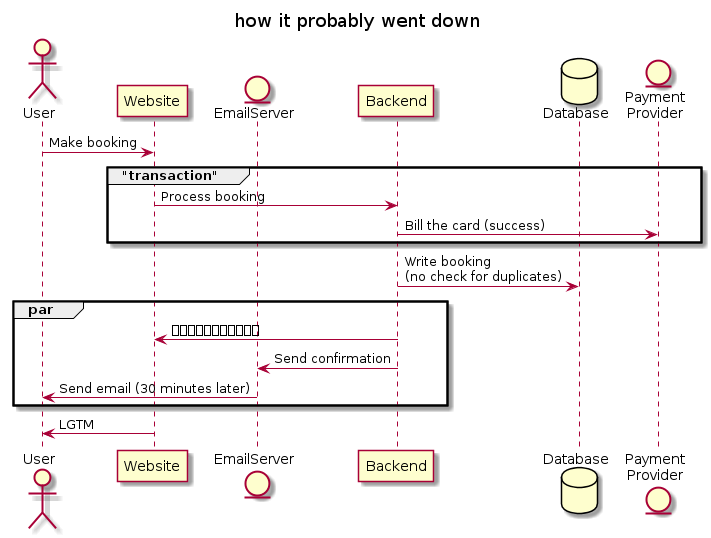 how it probably went down
User
Website
EmailServer
Backend
Database
Payment
Provider
Make booking
"transaction"
Process booking
Bill the card (success)
Write booking
(no check for duplicates)
par
Send confirmation
Send email (30 minutes later)
LGTM
User
Website
EmailServer
Backend
Database
Payment
Provider